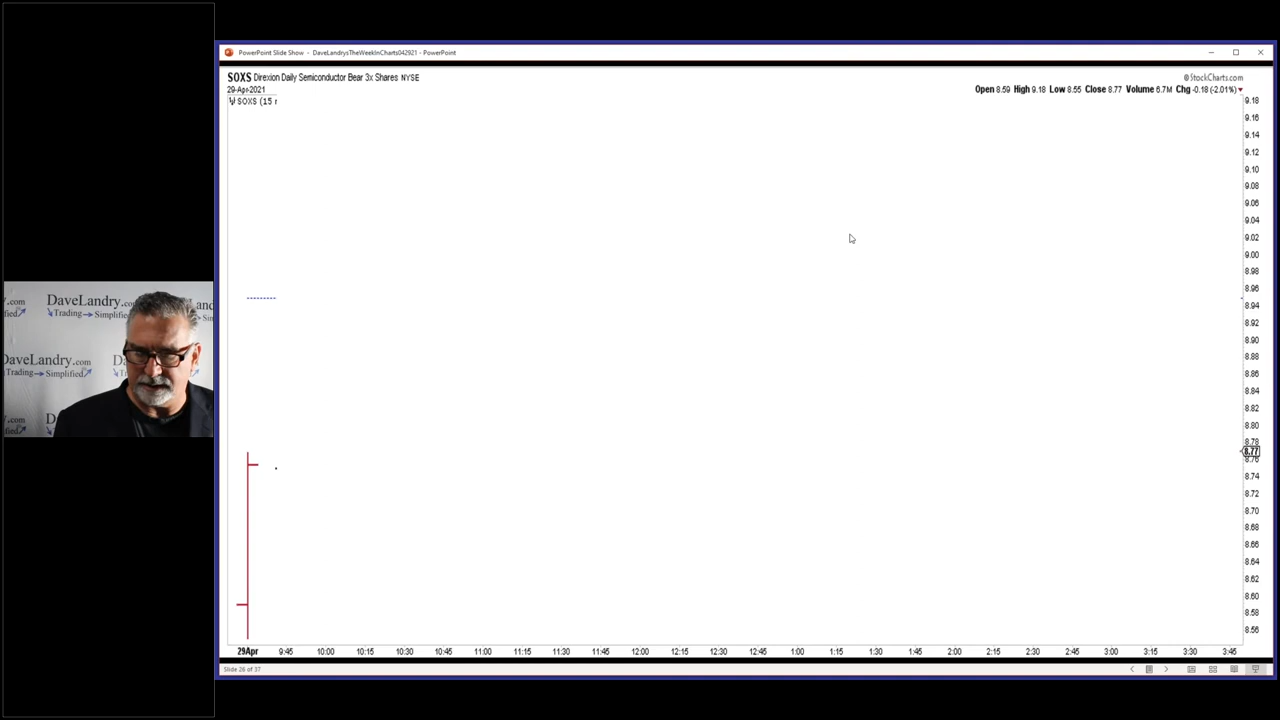 PowerPoint Slide Show - DaveLandrysTheWeekInCharts042921 - PowerPoint
SOXS Direxion Daily Semiconductor Bear 3x Shares NYSE
© StockCharts.com
29-Apr-2021
Open 8.59 High 9.18 Low 8.55 Close 8.77 Volume 6.7M Chg -0.18 (-2.01%)
SOXS (15
9.18
9.16
9.14
9.12
9.10
9.08
9.06
9.04
9.02
9.00
8.98
8.96
8.94
8.92
8.90
8.88
8.86
8.84
8.82
8.80
8.78
8.77
8.76
8.74
8.72
8.70
8.68
8.66
8.64
8.62
8.60
8.58
8.56
29Apr 9:45 10:00 10:15 10:30 10:45 11:00 11:15 11:30 11:45 12:00 12:15 12:30 12:45 1:00 1:15 1:30 1:45 2:00 2:15 2:30 2:45 3:00 3:15 3:30 3:45
Slide 26 of 37
DaveLandry.com
Trading Simplified
DaveLandry.com
Trading Simplified